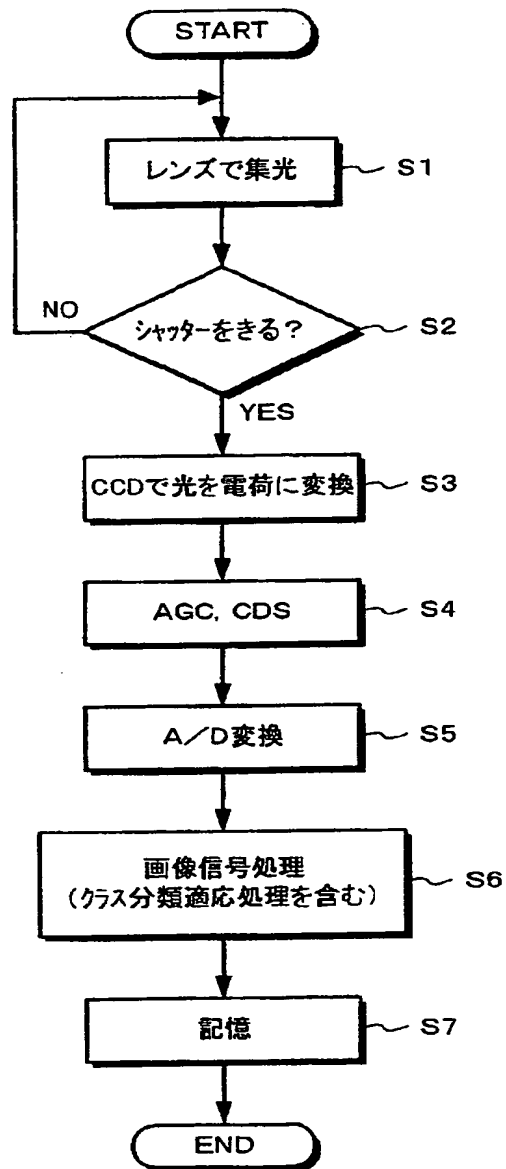 START
レンズで集光
S1
シャッターをきる?
S2
NO
YES
CCDで光を電荷に変換
S3
AGC, CDS
S4
A/D変換
S5
画像信号処理
(クラス分類適応処理を含む)
S6
記憶
S7
END